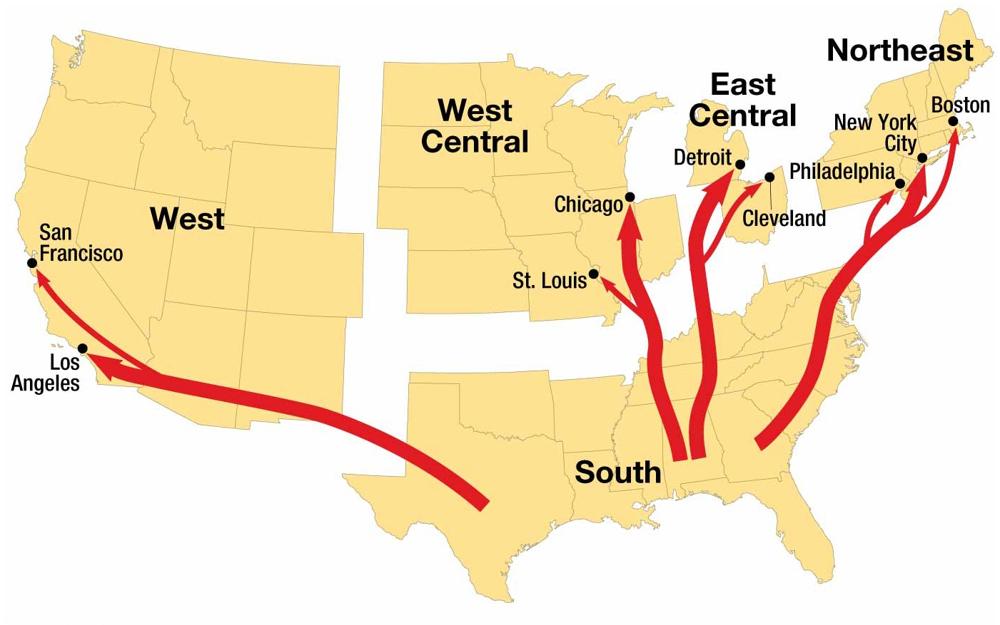 Northeast
East
Central
West
Central
Boston
New York
City
Detroit
Philadelphia
Chicago
Cleveland
West
San
Francisco
St. Louis
Los
Angeles
South